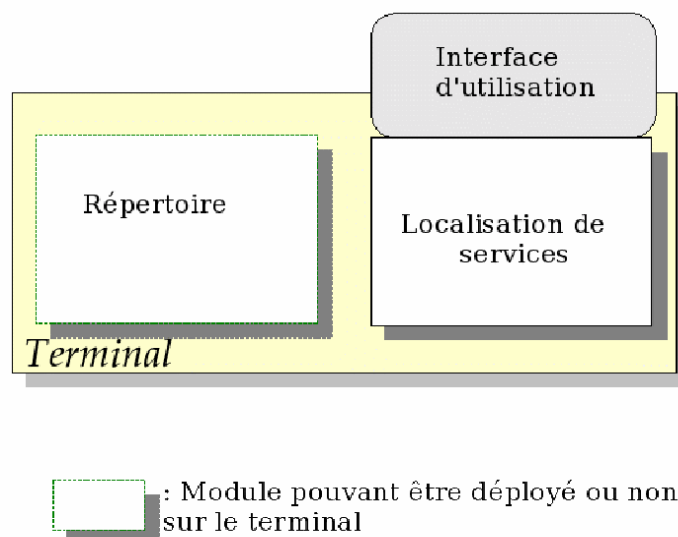 Interface
d'utilisation
Répertoire
Localisation de
services
Terminal
: Module pouvant être déployé ou non
sur le terminal